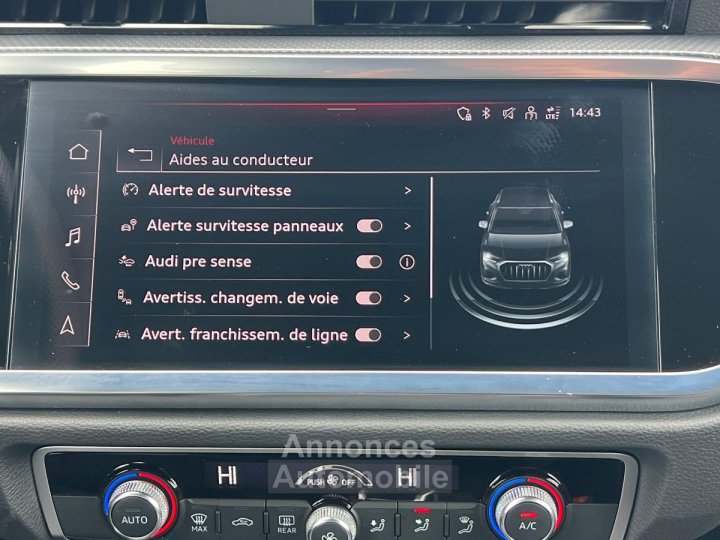 LTE
14:43
Véhicule
Aides au conducteur
Alerte de survitesse
Alerte survitesse panneaux
Audi pre sense
Avertiss. changem. de voie
Avert. franchissem. de ligne
Annonces
Automobile
HI
PUSH OFF
HI
AUTO
MAX
REAR
A/C